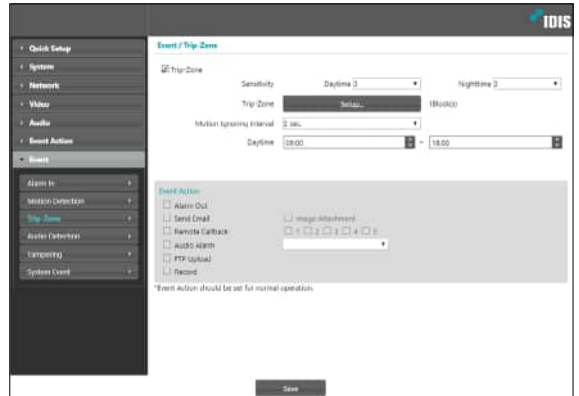 IDIS
Quick Setup
System
Network
Video
Audio
Event Action
Event
Alarm In
Motion Detection
Trip-Zone
Audio Detection
Tampering
System Event
Event / Trip-Zone
Trip-Zone
Sensitivity Daytime 3 Nighttime 3
Trip-Zone Setup... 1Block(s)
Motion Ignoring Interval 2 sec.
Daytime 08:00 ~ 18:00
Event Action
Alarm Out
Send Email Image Attachment
Remote Callback 1 2 3 4 5
Audio Alarm
FTP Upload
Record
*Event Action should be set for normal operation.
Save